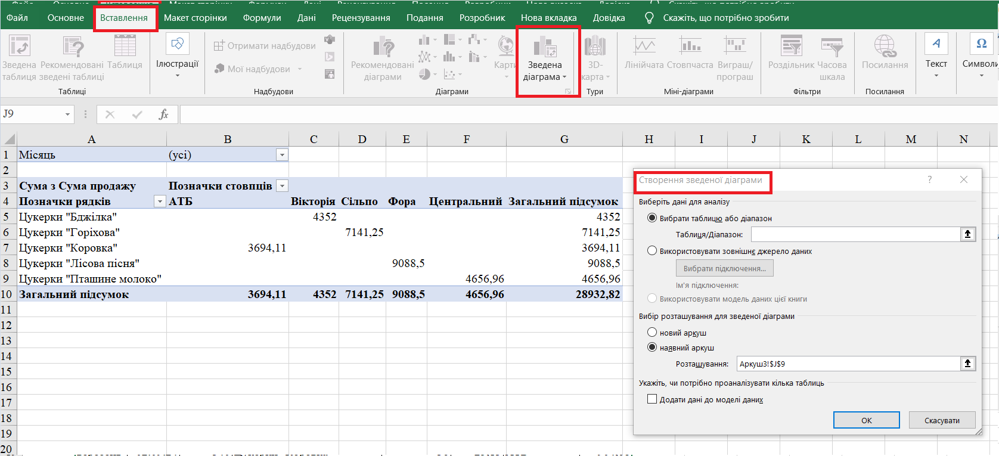 Файл Основне Вставлення Макет сторінки Формули Дані Рецензування Подання Розробник Нова вкладка Довідка Скажіть, що потрібно зробити
Зведена таблиця
Рекомендовані зведені таблиці
Таблиця
Таблиці
Ілюстрації
Отримати надбудови
Мої надбудови
Надбудови
Рекомендовані діаграми
Карти
Зведена діаграма
Діаграми
3D-карта
Тури
Лінійчата
Стовпчаста
Виграш/програш
Міні-діаграми
Роздільник
Часова шкала
Фільтри
Посилання
Посилання
Текст
Символи
J9 fx
A B C D E F G H I J K L M N
1 Місяць (усі)
2
3 Сума з Сума продажу Позначки стовпців
4 Позначки рядків АТБ Вікторія Сільпо Фора Центральний Загальний підсумок
5 Цукерки "Бджілка" 4352 4352
6 Цукерки "Горіхова" 7141,25 7141,25
7 Цукерки "Коровка" 3694,11 3694,11
8 Цукерки "Лісова пісня" 9088,5 9088,5
9 Цукерки "Пташине молоко" 4656,96 4656,96
10 Загальний підсумок 3694,11 4352 7141,25 9088,5 4656,96 28932,82
11
12
13
14
15
16
17
18
19
20
Створення зведеної діаграми ?
Виберіть дані для аналізу
Вибрати таблицю або діапазон
Таблиця/Діапазон:
Використовувати зовнішнє джерело даних
Вибрати підключення...
Ім'я підключення:
Використовувати модель даних цієї книги
Вибір розташування для зведеної діаграми
новий аркуш
наявний аркуш
Розташування: Аркуш3!$J$9
Укажіть, чи потрібно проаналізувати кілька таблиць
Додати дані до моделі даних
ОК Скасувати